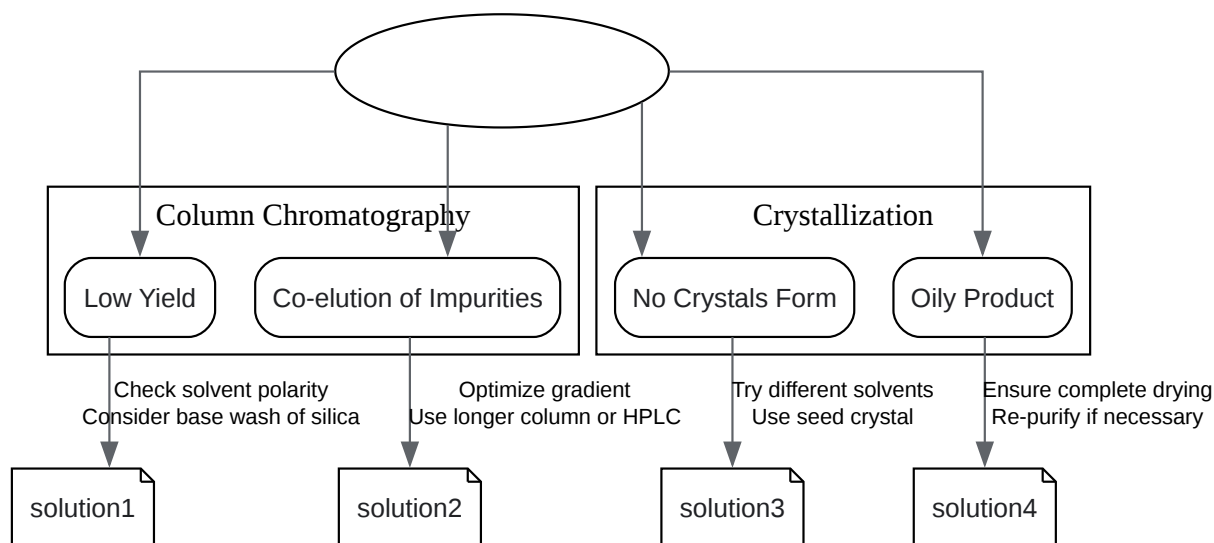 Column Chromatography
Crystallization
Low Yield
Co-elution of Impurities
No Crystals Form
Oily Product
Check solvent polarity
Consider base wash of silica
Optimize gradient
Use longer column or HPLC
Try different solvents
Use seed crystal
Ensure complete drying
Re-purify if necessary
solution1
solution2
solution3
solution4